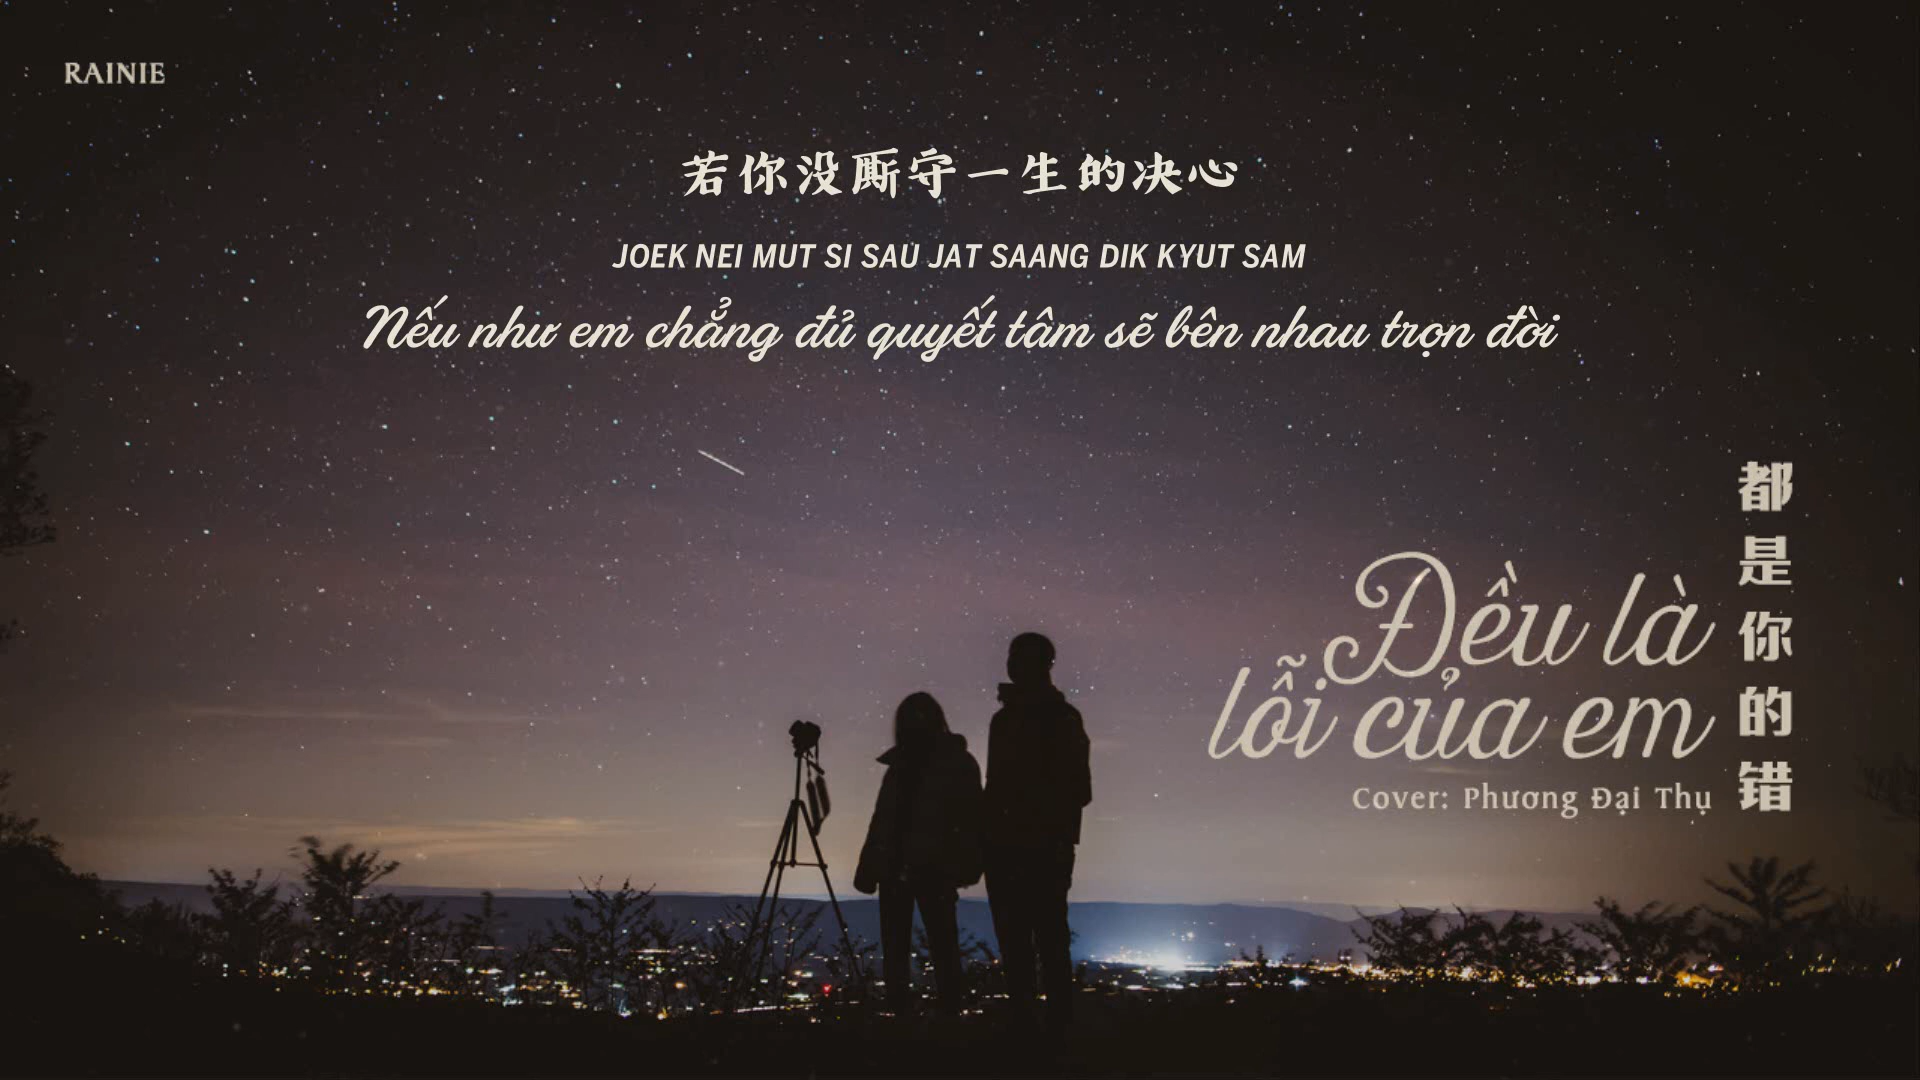 RAINIE
若你没厮守一生的决心
JOEK NEI MUT SI SAU JAT SAANG DIK KYUT SAM
Nếu như em chẳng đủ quyết tâm sẽ bên nhau trọn đời
都是你的错
Đều là
lỗi của em
Cover: Phương Đại Thụ